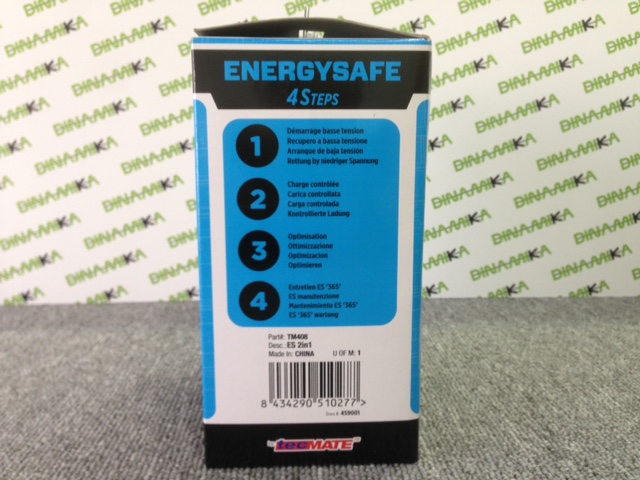 ENERGYSAFE
4 STEPS
1
Démarrage basse tension
Recupero a bassa tensione
Arranque de baja tensión
Rettung by niedriger Spannung
2
Charge contrôlée
Carica controllata
Carga controlada
Kontrollierte Ladung
3
Optimisation
Ottimizzazione
Optimizacion
Optimieren
4
Entretien ES '365'
ES manutenzione
Mantenimiento ES '365'
ES '365' wartung
Part#: TM408
Desc.: ES 2in1
Made In: CHINA U OF M: 1
8 434290 510277 >
459001
tecMATE
DINAMIKA